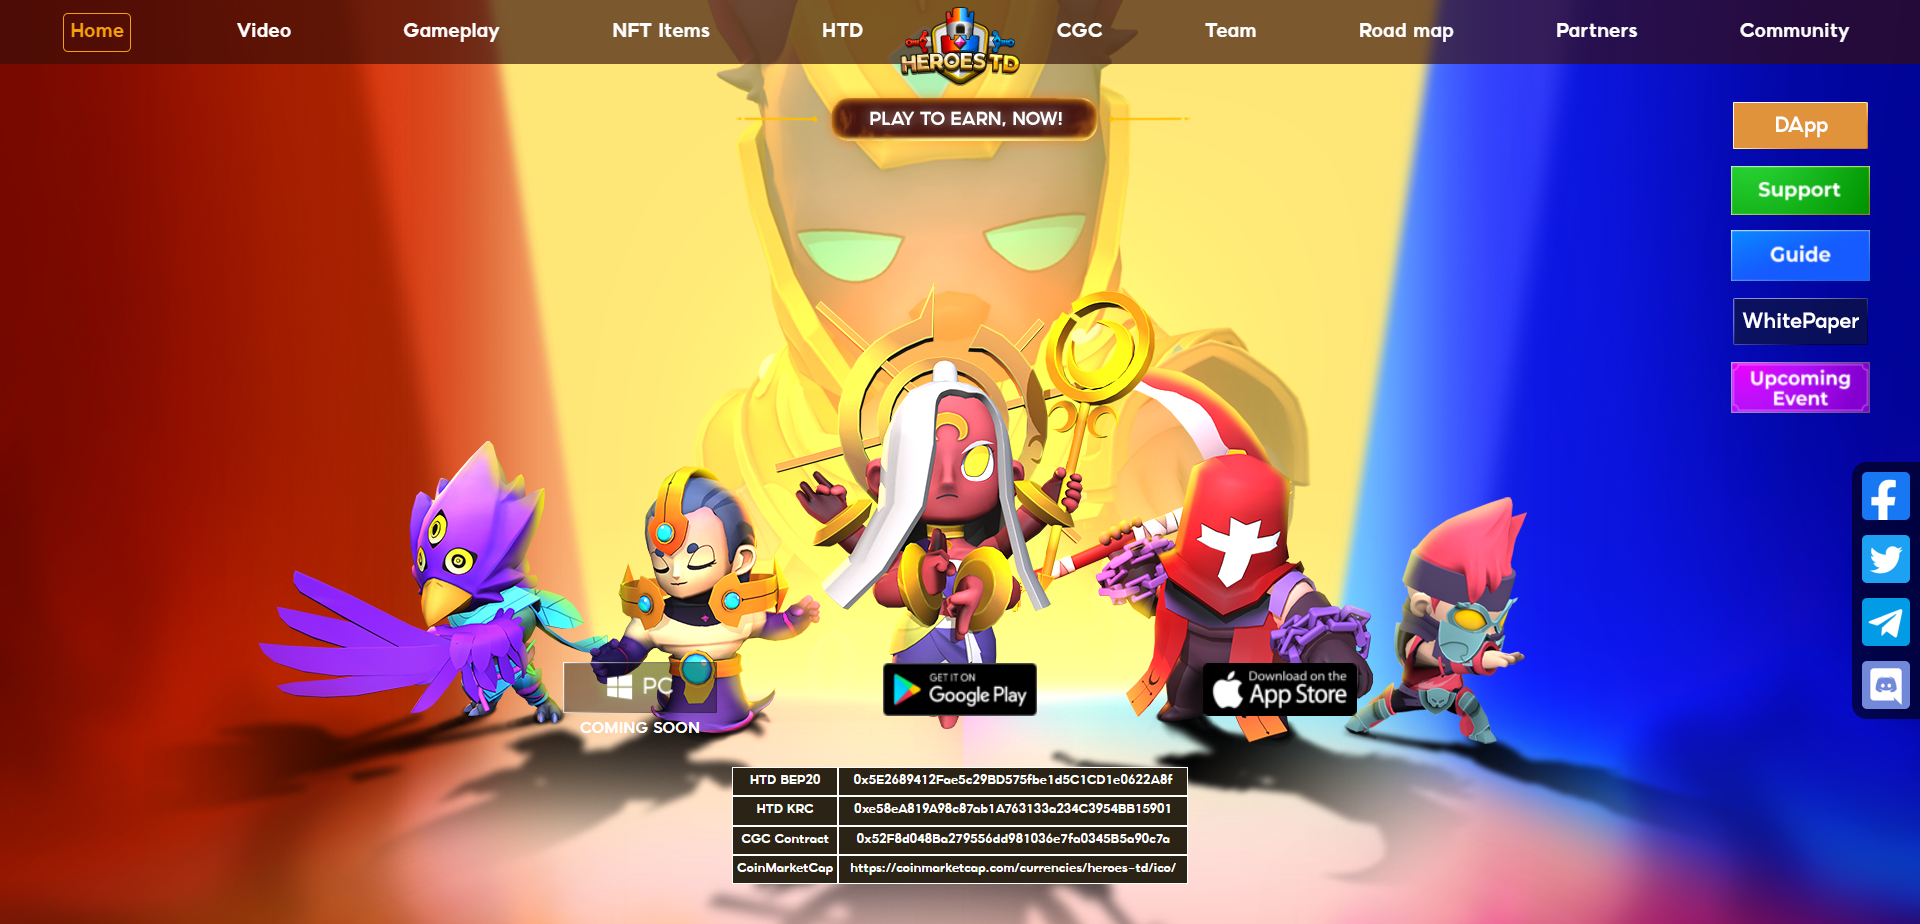 Home
Video
Gameplay
NFT Items
HTD
HEROES TD
CGC
Team
Road map
Partners
Community
PLAY TO EARN, NOW!
DApp
Support
Guide
WhitePaper
Upcoming
Event
PC
COMING SOON
GET IT ON
Google Play
Download on the
App Store
HTD BEP20 0x5E2689412Fae5c29BD575fbe1d5C1CD1e0622A8f
HTD KRC 0xe58eA819A98c87ab1A763133a234C3954BB15901
CGC Contract 0x52F8d048Ba279556dd981036e7fa0345B5a90c7a
CoinMarketCap https://coinmarketcap.com/currencies/heroes-td/ico/